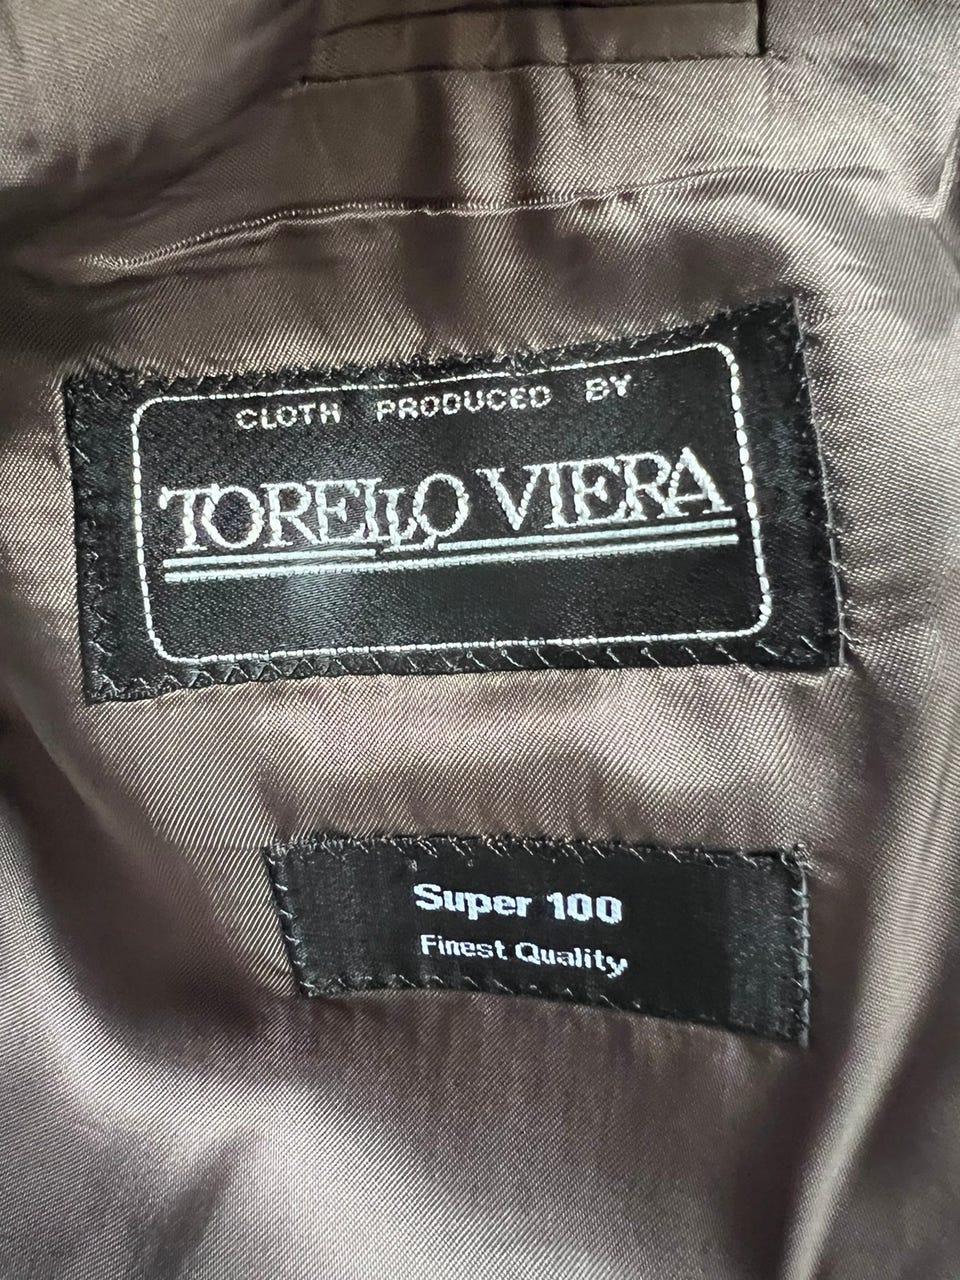 CLOTH PRODUCED BY
TORELLO VIERA
Super 100
Finest Quality